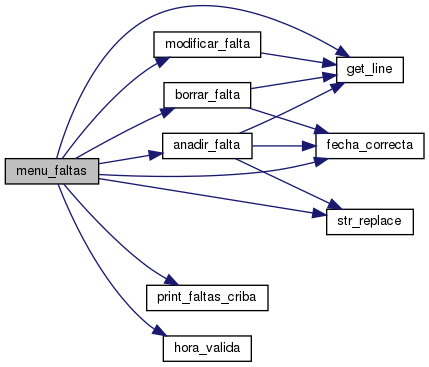 modificar_falta
get_line
borrar_falta
anadir_falta
fecha_correcta
menu_faltas
str_replace
print_faltas_criba
hora_valida